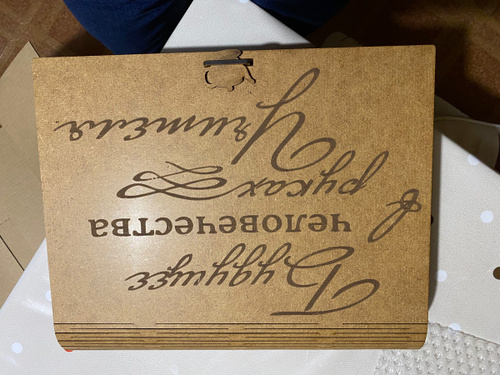 Будущее
человечества
в руках
Учителя